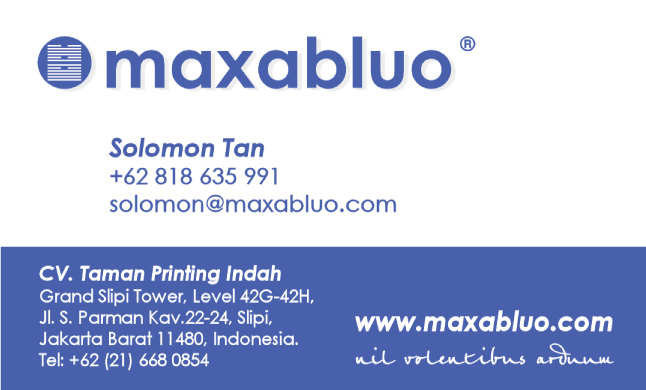 maxabluo®
Solomon Tan
+62 818 635 991
solomon@maxabluo.com
CV. Taman Printing Indah
Grand Slipi Tower, Level 42G-42H,
Jl. S. Parman Kav.22-24, Slipi,
Jakarta Barat 11480, Indonesia.
Tel: +62 (21) 668 0854
www.maxabluo.com
nil volentibus arduum